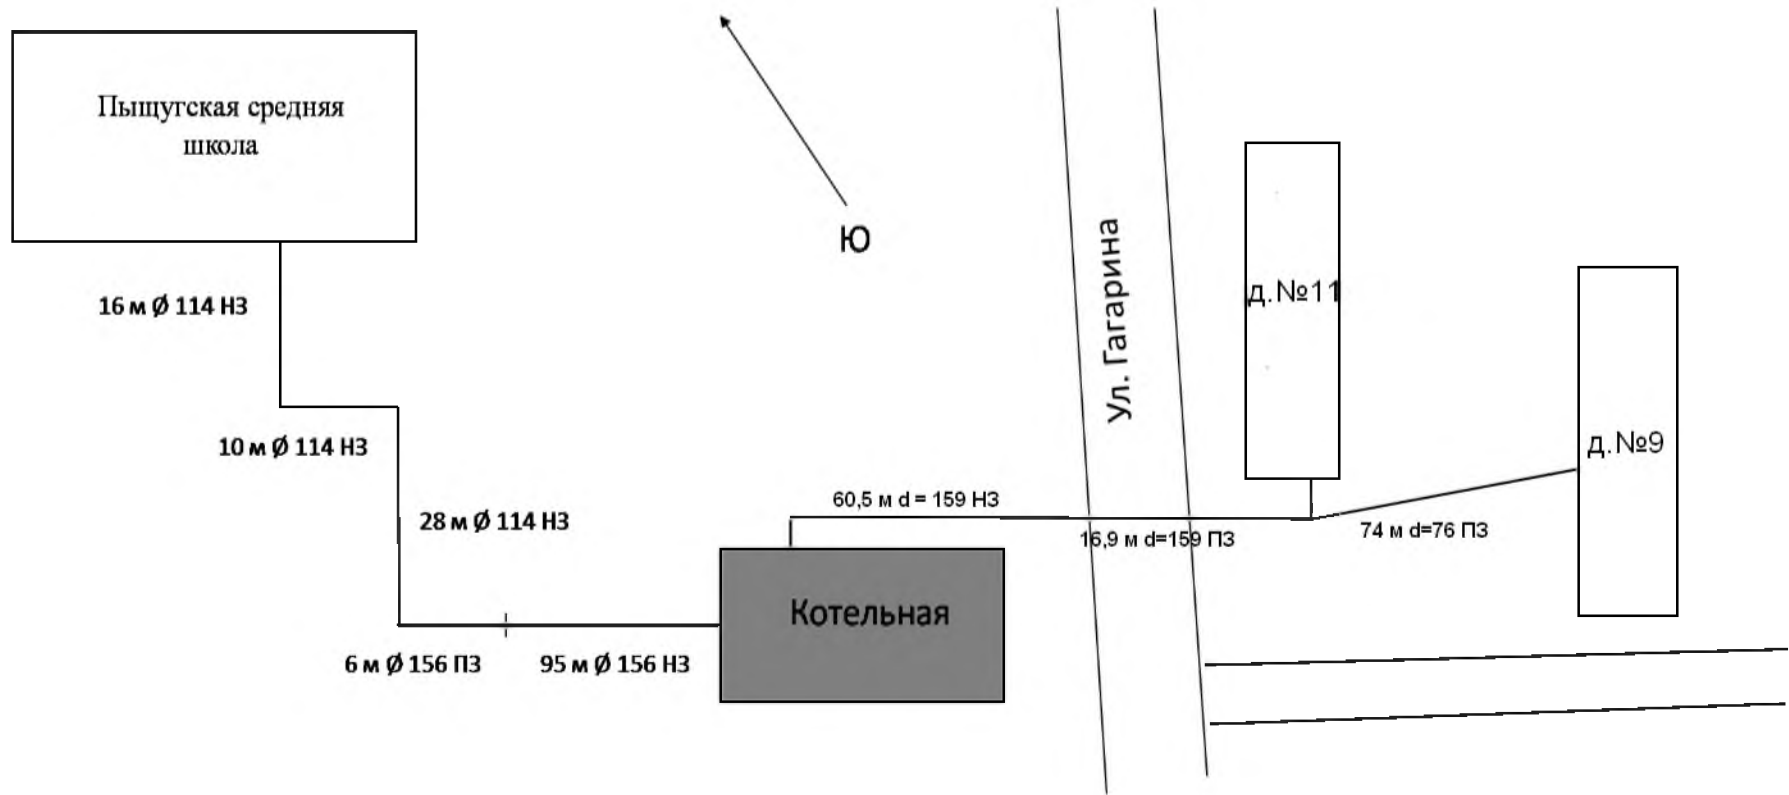 Пыщугская средняя
школа
Ю
Ул. Гагарина
д.№11
д.№9
16 м Ø 114 НЗ
10 м Ø 114 НЗ
28 м Ø 114 НЗ
60,5 м d = 159 НЗ
16,9 м d=159 ПЗ
74 м d=76 ПЗ
Котельная
6 м Ø 156 ПЗ
95 м Ø 156 НЗ